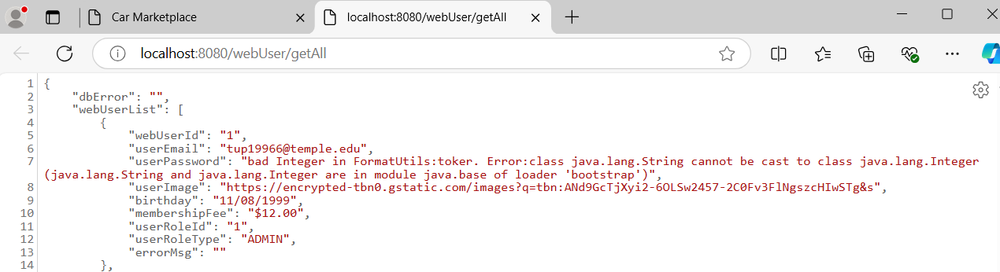 Car Marketplace
localhost:8080/webUser/getAll
localhost:8080/webUser/getAll
1 {
2 "dbError": "",
3 "webUserList": [
4 {
5 "webUserId": "1",
6 "userEmail": "tup19966@temple.edu",
7 "userPassword": "bad Integer in FormatUtils:toker. Error:class java.lang.String cannot be cast to class java.lang.Integer
(java.lang.String and java.lang.Integer are in module java.base of loader 'bootstrap')",
8 "userImage": "https://encrypted-tbn0.gstatic.com/images?q=tbn:ANd9GcTjXyi2-6OLSw2457-2C0Fv3FlNgszcHIwSTg&s",
9 "birthday": "11/08/1999",
10 "membershipFee": "$12.00",
11 "userRoleId": "1",
12 "userRoleType": "ADMIN",
13 "errorMsg": ""
14 },